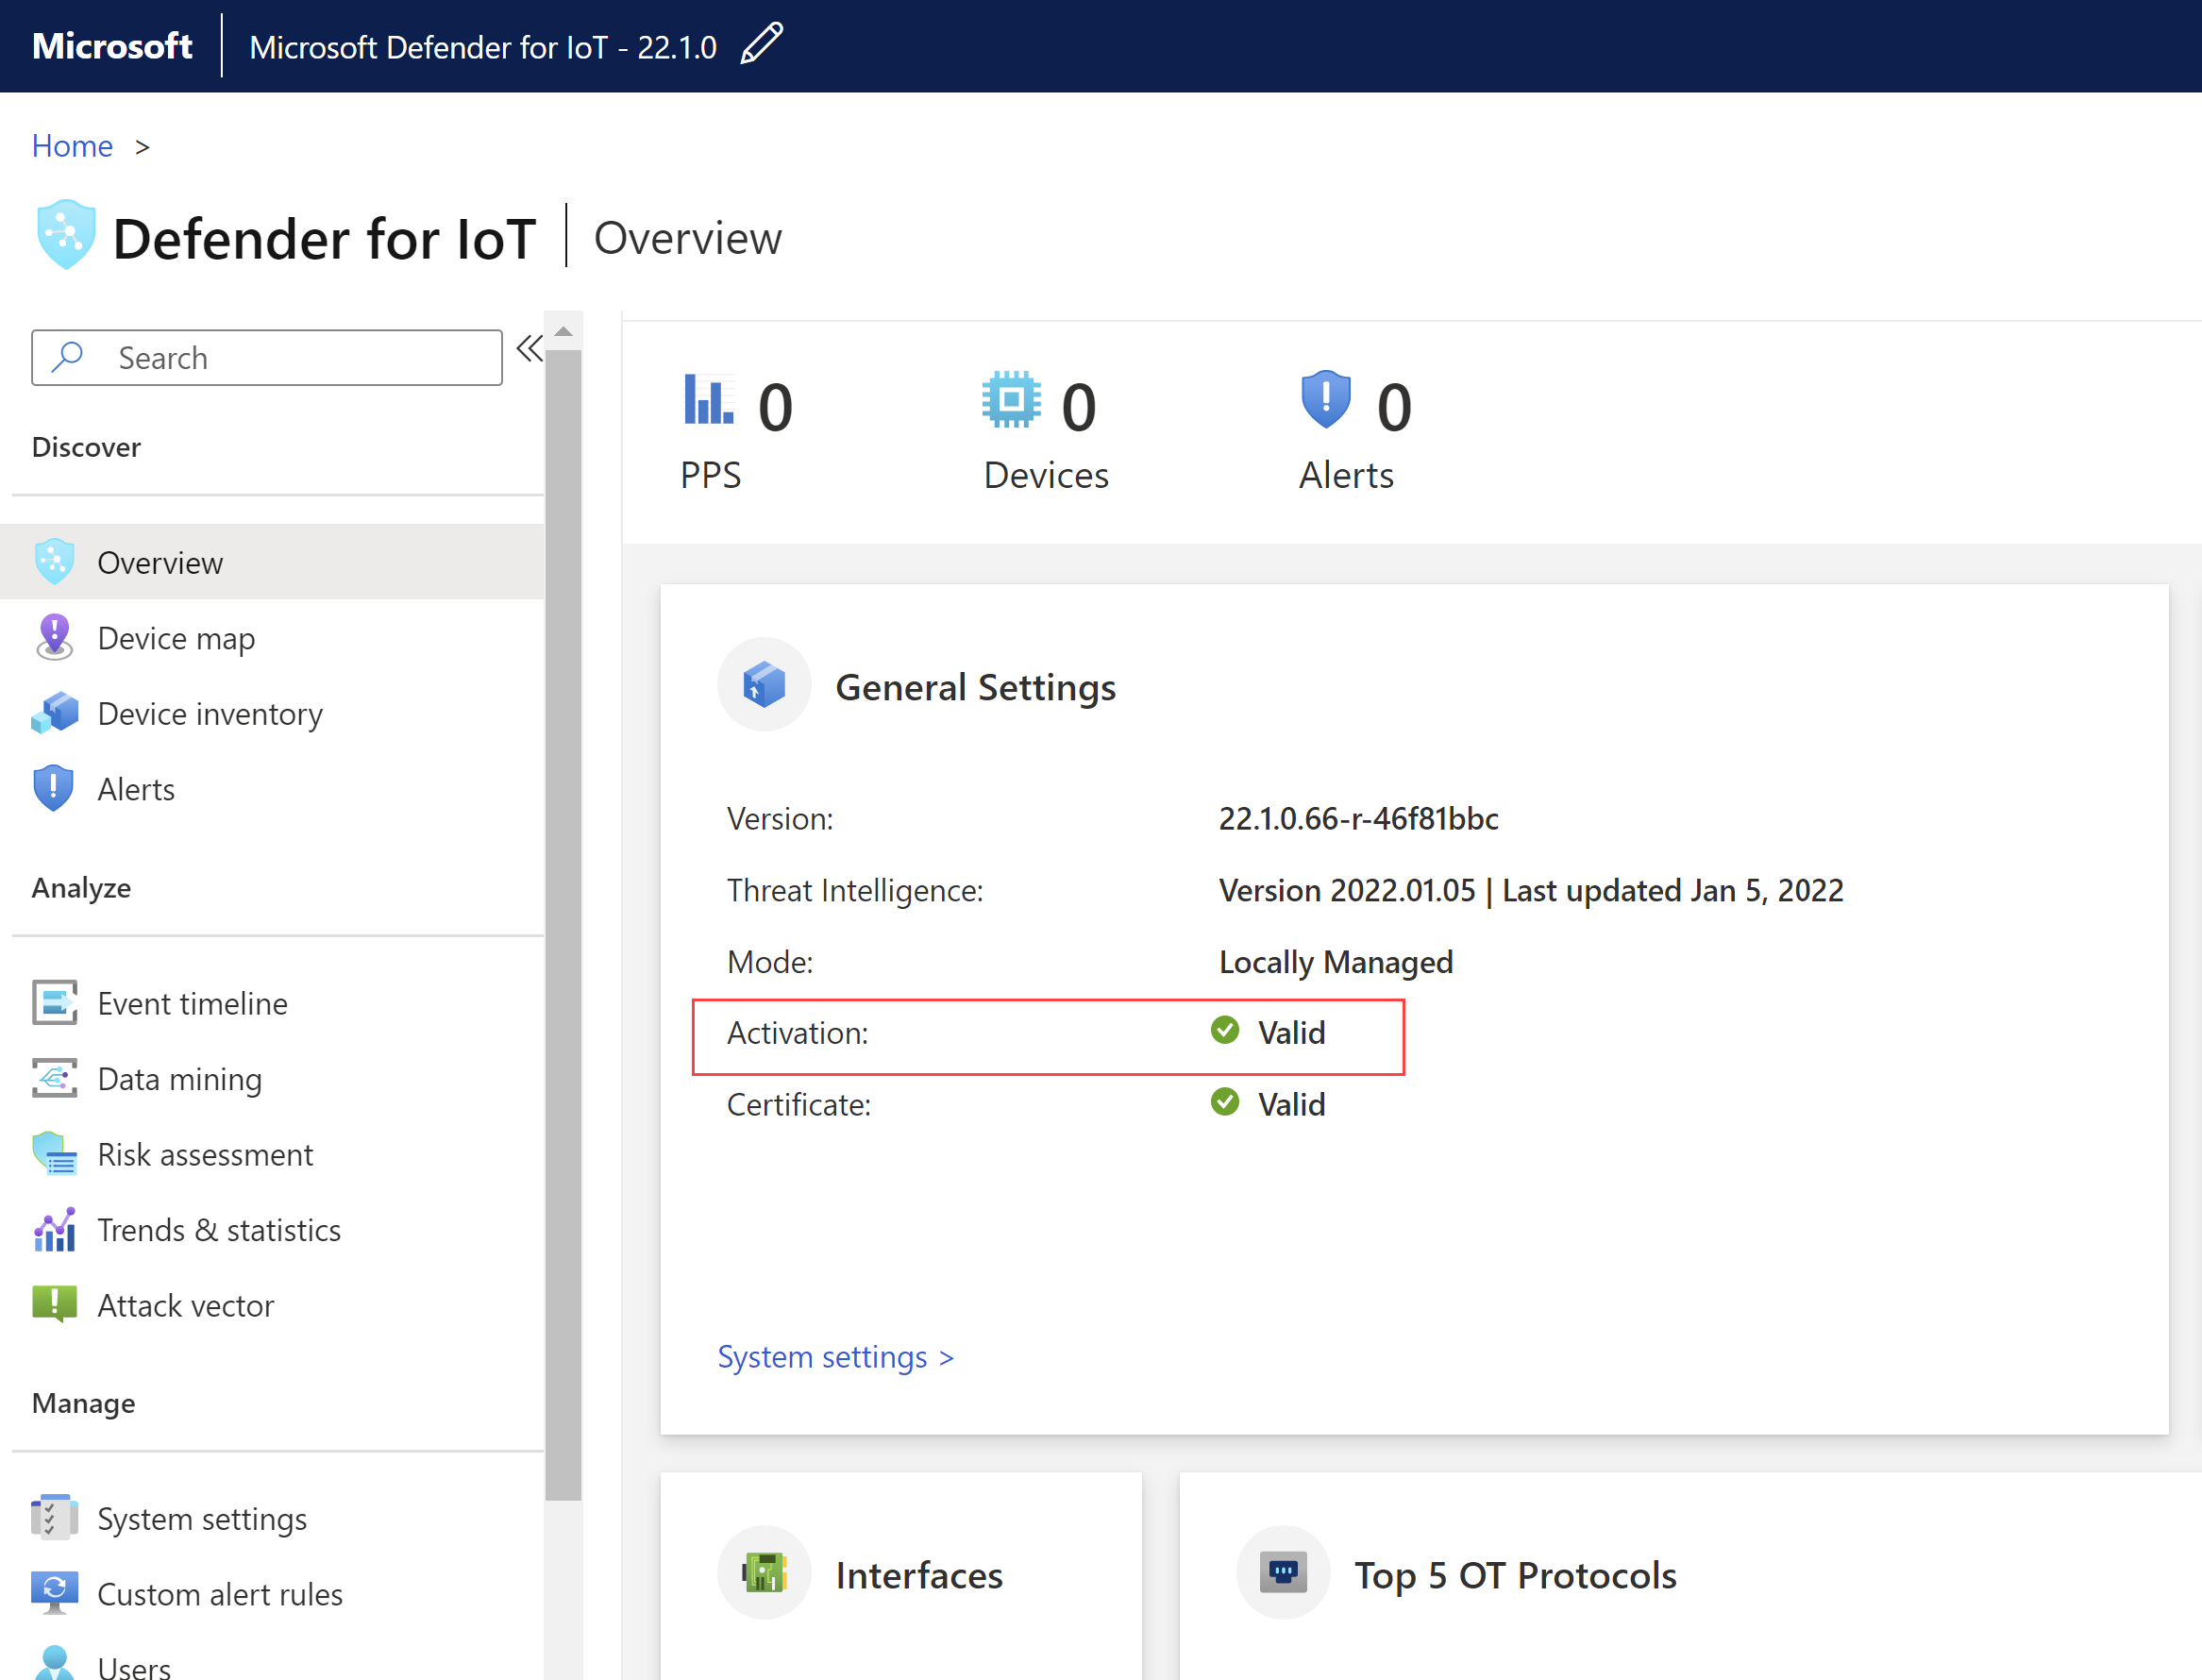 Microsoft
Microsoft Defender for IoT - 22.1.0
Home >
Defender for IoT
Overview
Search
Discover
Overview
Device map
Device inventory
Alerts
Analyze
Event timeline
Data mining
Risk assessment
Trends & statistics
Attack vector
Manage
System settings
Custom alert rules
Users
0
PPS
0
Devices
0
Alerts
General Settings
Version: 22.1.0.66-r-46f81bbc
Threat Intelligence: Version 2022.01.05 | Last updated Jan 5, 2022
Mode: Locally Managed
Activation: Valid
Certificate: Valid
System settings >
Interfaces
Top 5 OT Protocols